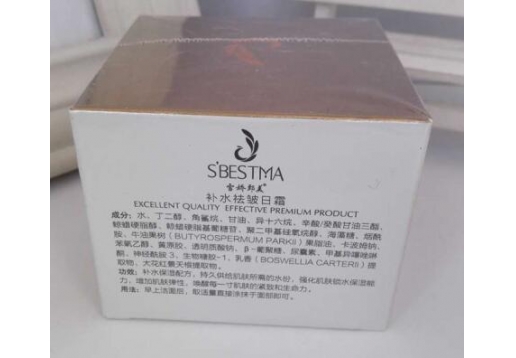 S'BESTMA
雪娇邦美®
补水祛皱日霜
EXCELLENT QUALITY EFFECTIVE PREMIUM PRODUCT
成分：水、丁二醇、角鲨烷、甘油、异十六烷、辛酸/癸酸甘油三酯、
鲸蜡硬脂醇、鲸蜡硬脂基葡糖苷、聚二甲基硅氧烷醇、海藻糖、烟酰
胺、牛油果树（BUTYROSPERMUM PARKII）果脂油、卡波姆钠、
苯氧乙醇、黄原胶、透明质酸钠、β-葡聚糖、尿囊素、甲基异噻唑啉
酮、神经酰胺3、生物糖胶-1、乳香（BOSWELLIA CARTERII）提
取物、大花红景天根提取物。
功效：补水保湿配方，持久供给肌肤所需的水份，强化肌肤锁水保湿能
力，增加肌肤弹性，唤醒每一寸肌肤的紧致和生命力。
用法：早上洁面后，取适量直接涂抹于面部即可。